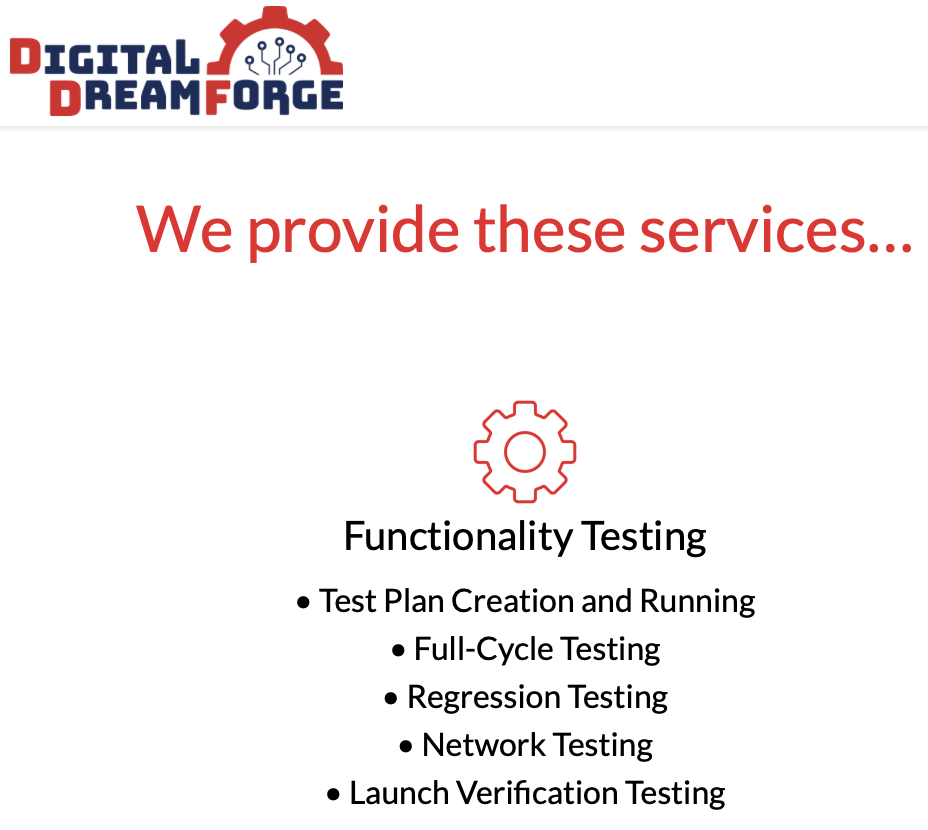 DIGITAL
DREAMFORGE
We provide these services...
Functionality Testing
• Test Plan Creation and Running
• Full-Cycle Testing
• Regression Testing
• Network Testing
• Launch Verification Testing